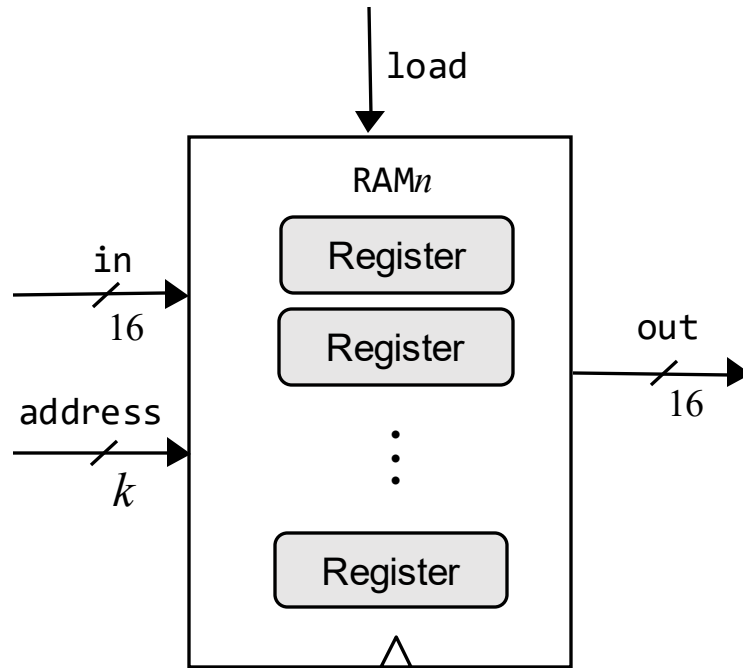 load
RAMn
Register
in
16
Register
out
16
address
k
Register